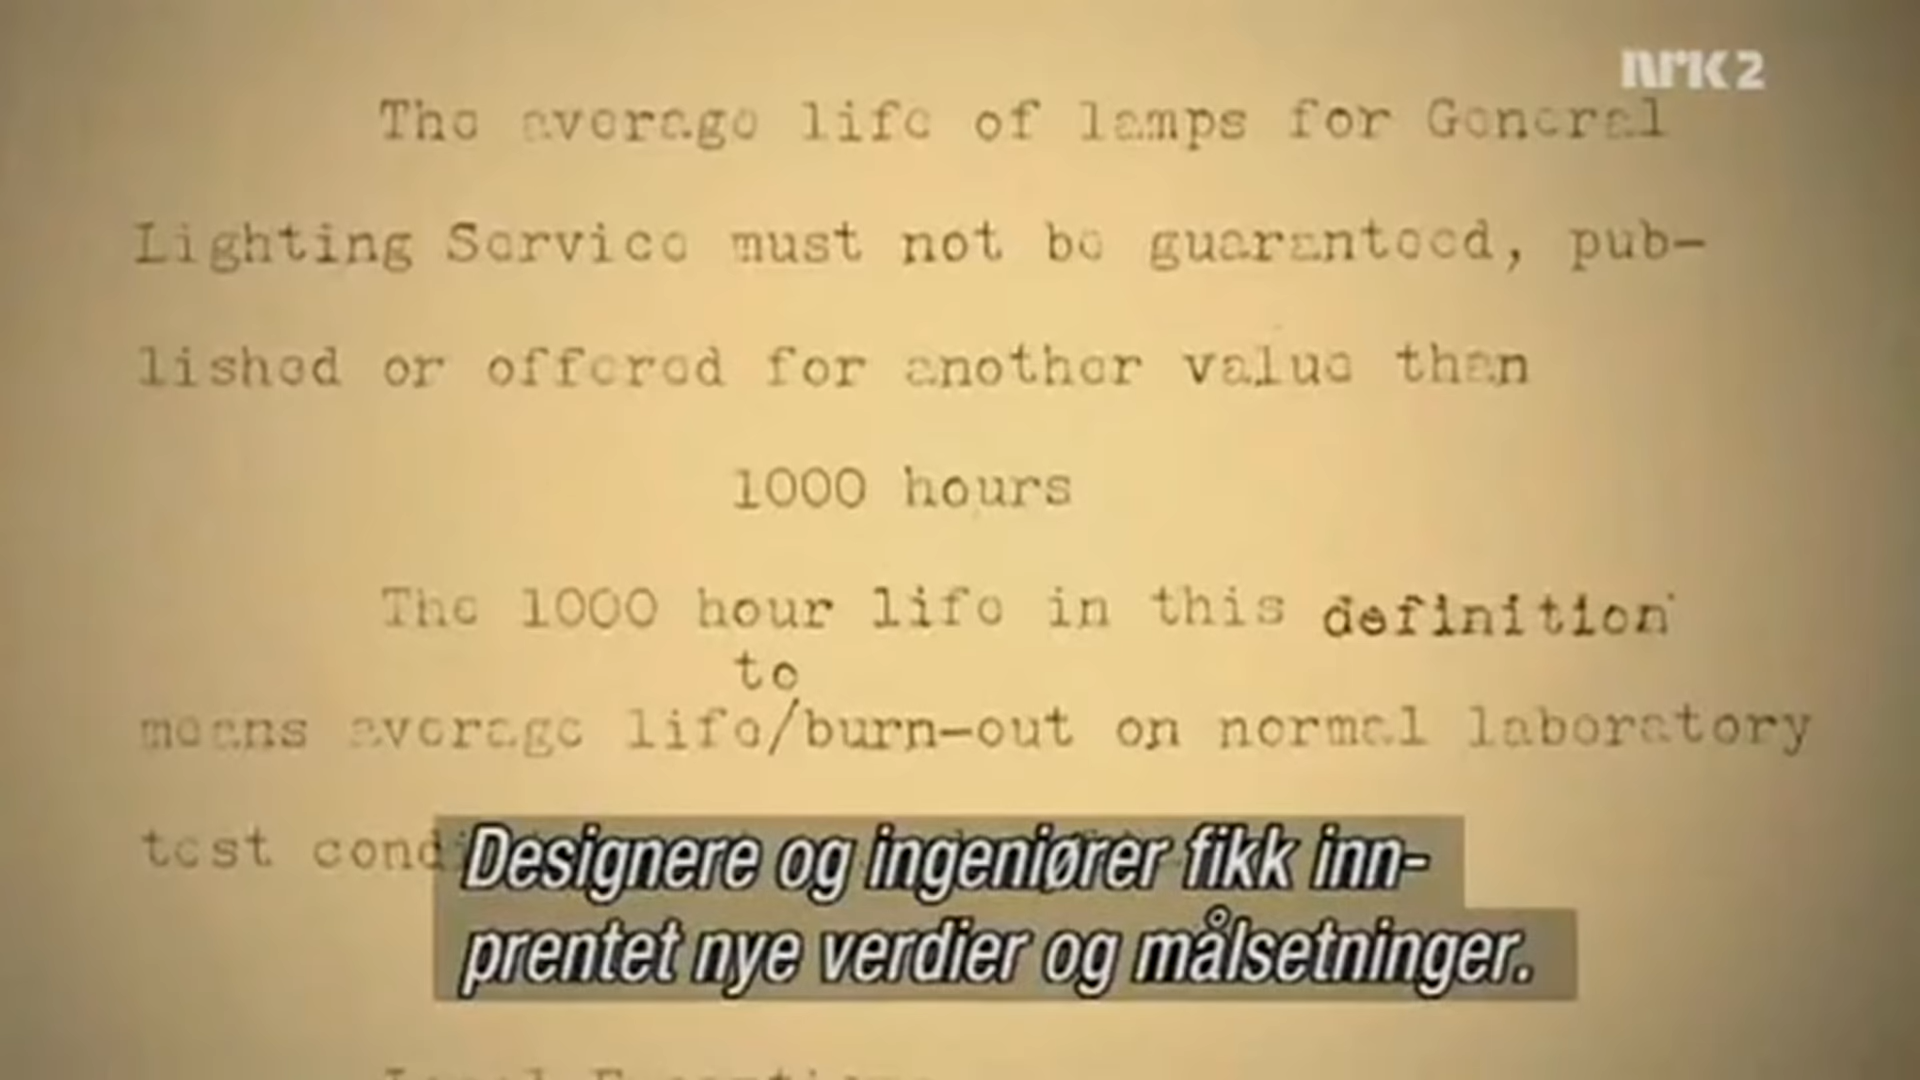 nrk 2
The average life of lamps for General
Lighting Service must not be guaranteed, pub-
lished or offered for another value than
1000 hours
The 1000 hour life in this definition
to
means average life/burn-out on normal laboratory
test cond
Designere og ingeniører fikk inn-
prentet nye verdier og målsetninger.